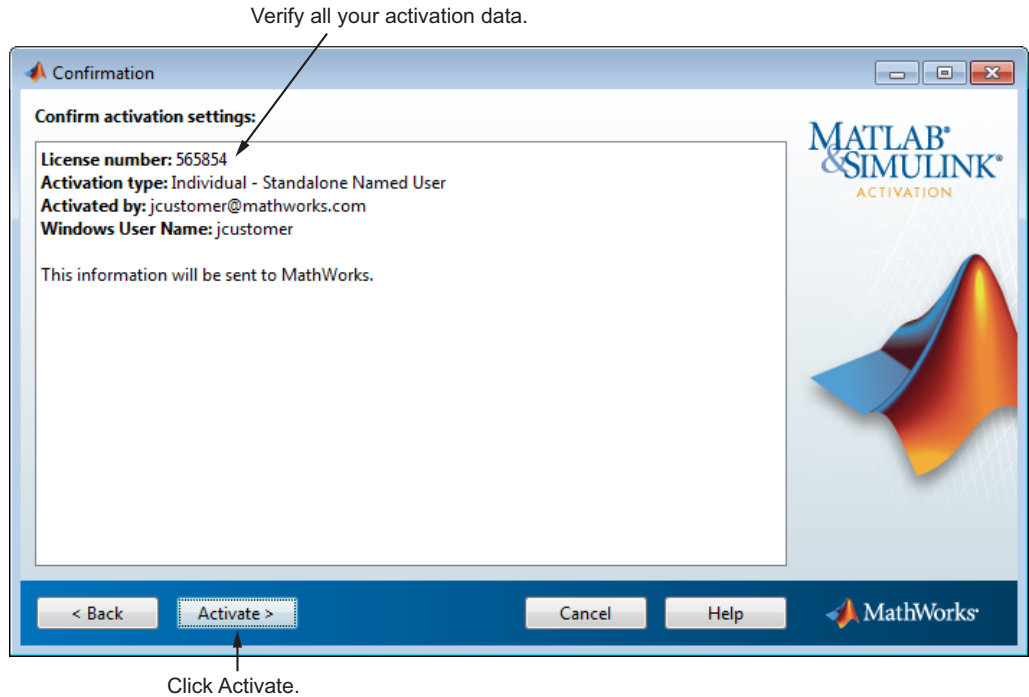 Verify all your activation data.
Confirmation
Confirm activation settings:
License number: 565854
Activation type: Individual - Standalone Named User
Activated by: jcustomer@mathworks.com
Windows User Name: jcustomer
This information will be sent to MathWorks.
MATLAB®
&SIMULINK®
ACTIVATION
< Back
Activate >
Cancel
Help
MathWorks®
Click Activate.